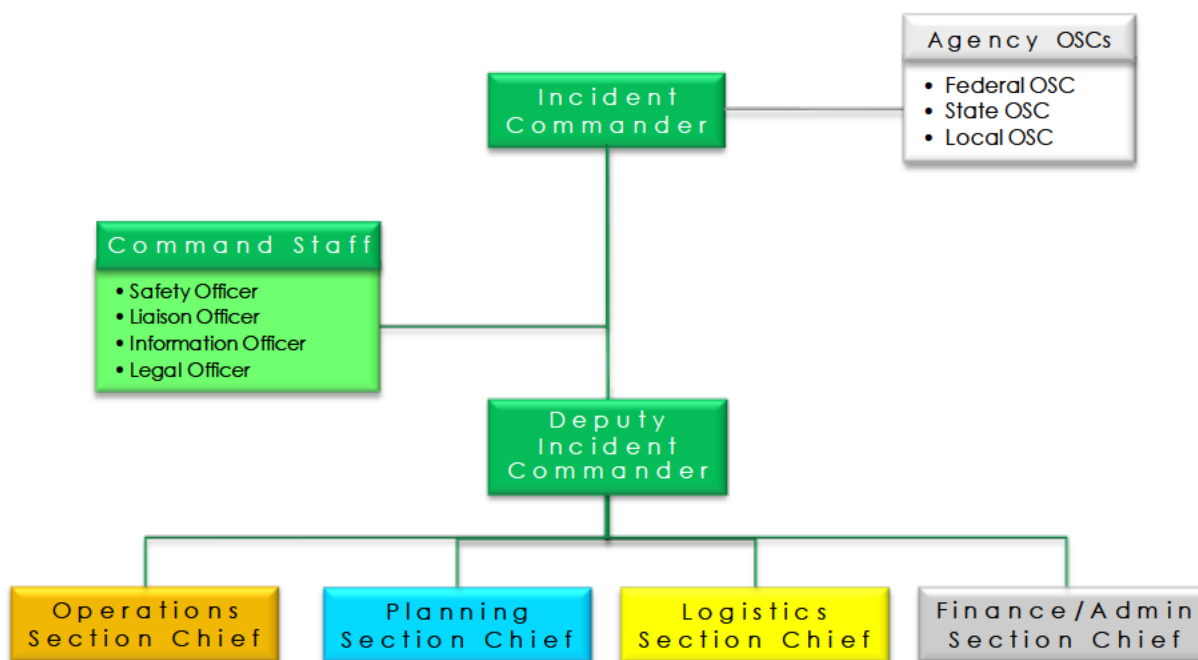 Agency OSCs
• Federal OSC
• State OSC
• Local OSC
Incident
Commander
Command Staff
• Safety Officer
• Liaison Officer
• Information Officer
• Legal Officer
Deputy
Incident
Commander
Operations
Section Chief
Planning
Section Chief
Logistics
Section Chief
Finance/Admin
Section Chief